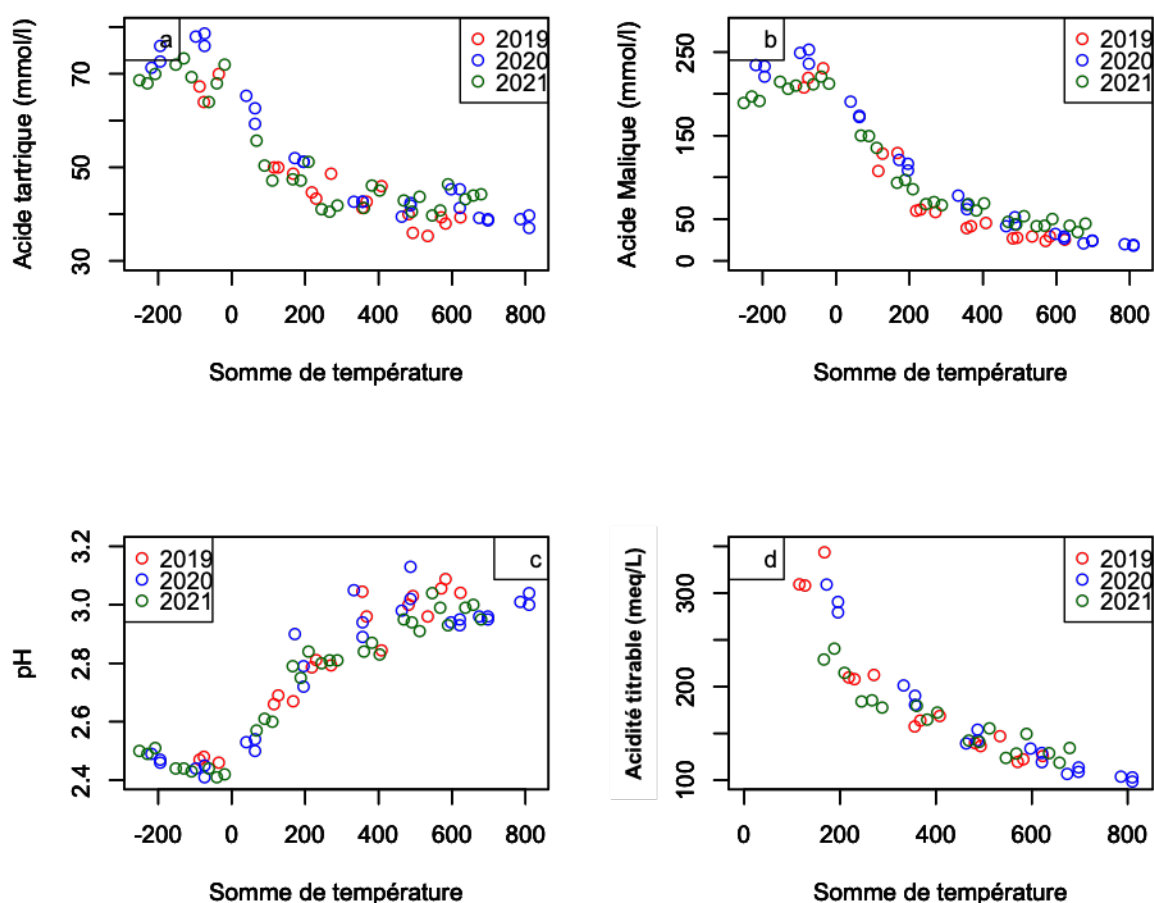 Acide tartrique (mmol/l)
30
50
70
a
2019
2020
2021
-200 0 200 400 600 800
Somme de température
Acide Malique (mmol/l)
0
50
150
250
b
2019
2020
2021
-200 0 200 400 600 800
Somme de température
pH
2.4
2.6
2.8
3.0
3.2
2019
2020
2021
c
-200 0 200 400 600 800
Somme de température
Acidité titrable (meq/L)
100
200
300
d
2019
2020
2021
0 200 400 600 800
Somme de température